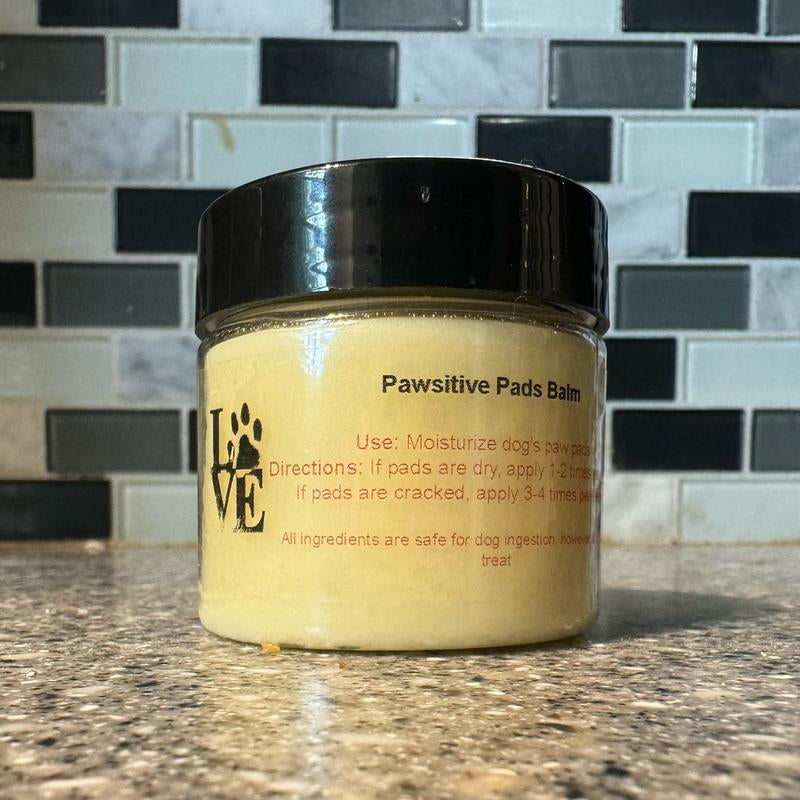 LOVE
Pawsitive Pads Balm
Use: Moisturize dog's paw pads
Directions: If pads are dry, apply 1-2 times
If pads are cracked, apply 3-4 times
All ingredients are safe for dog ingestion,
treat